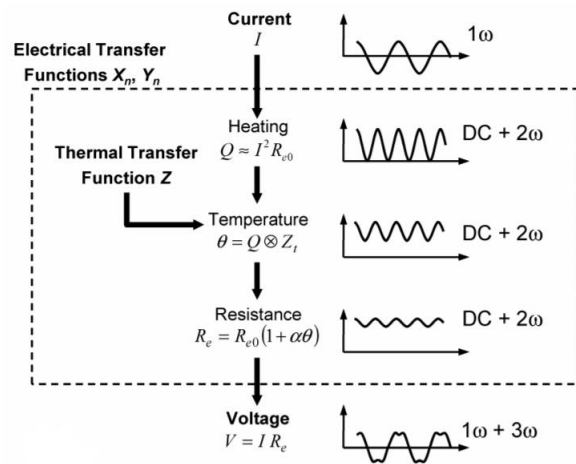 Current
I
1ω
Electrical Transfer
Functions Xₙ, Yₙ
Heating
Q ≈ I²Rₑ₀
DC + 2ω
Thermal Transfer
Function Z
Temperature
θ = Q ⊗ Zₜ
DC + 2ω
Resistance
Rₑ = Rₑ₀(1 + αθ)
DC + 2ω
Voltage
V = I Rₑ
1ω + 3ω